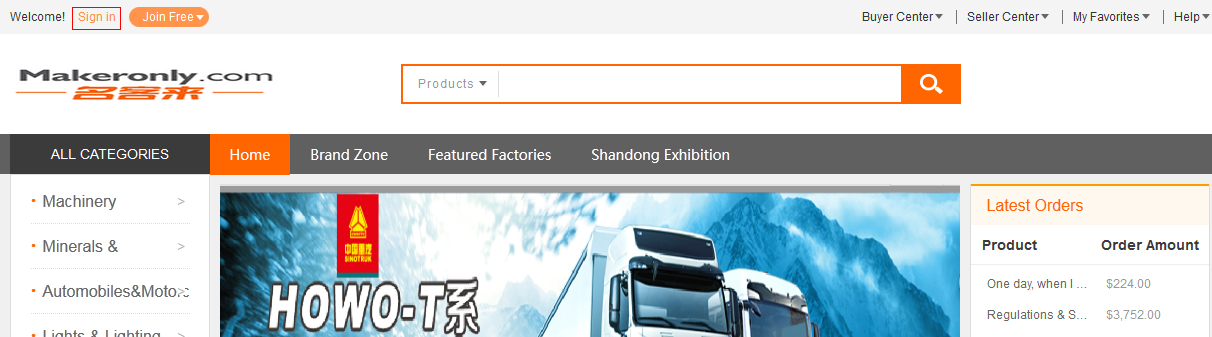 Welcome! Sign in Join Free Buyer Center Seller Center My Favorites Help
Makeronly.com
名客来
Products
ALL CATEGORIES Home Brand Zone Featured Factories Shandong Exhibition
Machinery >
Minerals & >
Automobiles&Motorc >
Lights & Lighting >
中国重汽
SINOTRUK
HOWO-T系
Latest Orders
Product Order Amount
One day, when I ... $224.00
Regulations & S... $3,752.00